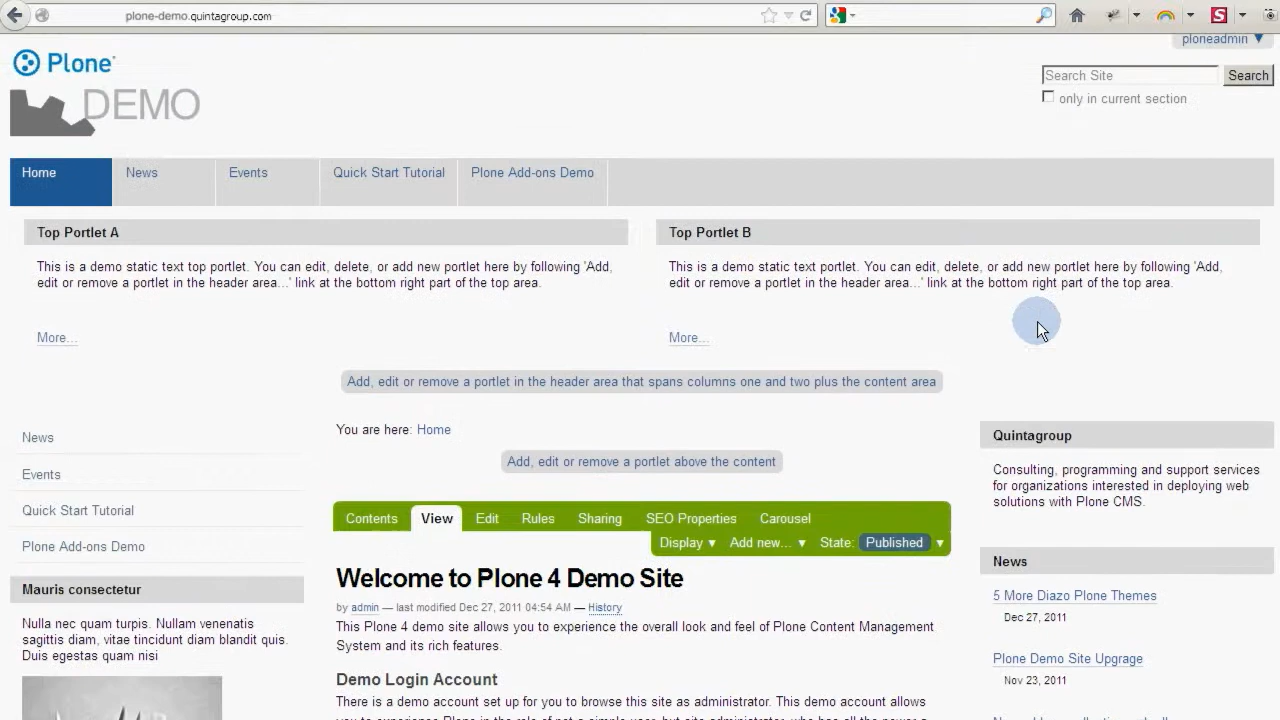 plone-demo.quintagroup.com
ploneadmin ▼
Plone
DEMO
Search Site
Search
only in current section
Home
News
Events
Quick Start Tutorial
Plone Add-ons Demo
Top Portlet A
This is a demo static text top portlet. You can edit, delete, or add new portlet here by following 'Add,
edit or remove a portlet in the header area...' link at the bottom right part of the top area.
More...
Top Portlet B
This is a demo static text portlet. You can edit, delete, or add new portlet here by following 'Add,
edit or remove a portlet in the header area...' link at the bottom right part of the top area.
More...
Add, edit or remove a portlet in the header area that spans columns one and two plus the content area
News
Events
Quick Start Tutorial
Plone Add-ons Demo
Mauris consectetur
Nulla nec quam turpis. Nullam venenatis
sagittis diam, vitae tincidunt diam blandit quis.
Duis egestas quam nisi
You are here: Home
Add, edit or remove a portlet above the content
Contents View Edit Rules Sharing SEO Properties Carousel
Display ▼ Add new... ▼ State: Published ▼
Welcome to Plone 4 Demo Site
by admin — last modified Dec 27, 2011 04:54 AM — History
This Plone 4 demo site allows you to experience the overall look and feel of Plone Content Management
System and its rich features.
Demo Login Account
There is a demo account set up for you to browse this site as administrator. This demo account allows
Quintagroup
Consulting, programming and support services
for organizations interested in deploying web
solutions with Plone CMS.
News
5 More Diazo Plone Themes
Dec 27, 2011
Plone Demo Site Upgrage
Nov 23, 2011